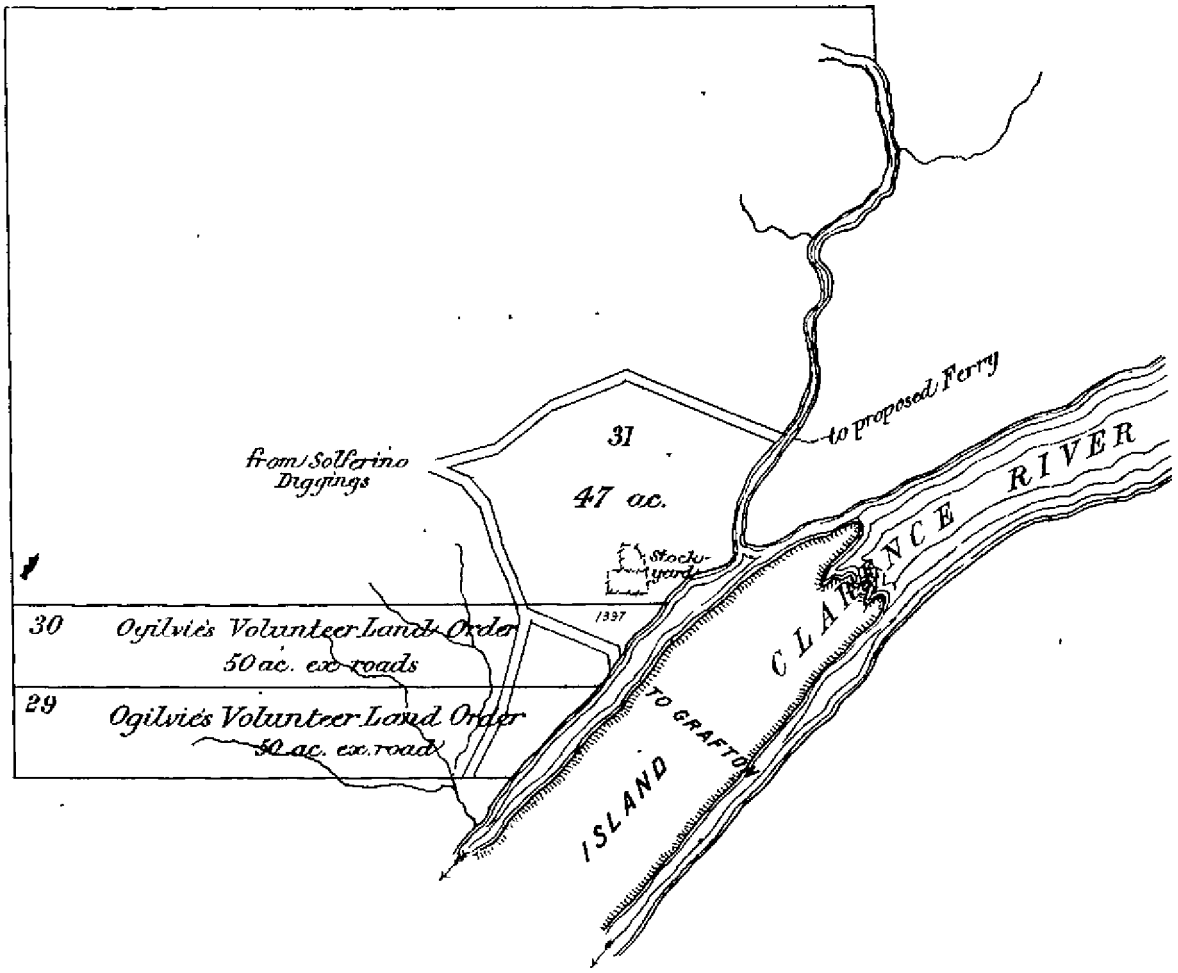 to proposed Ferry
31
from Solferino
Diggings
47 ac.
CLARENCE RIVER
Stock-
yard
30
Ogilvie's Volunteer Land Order
1397
50 ac. ex roads
29
Ogilvie's Volunteer Land Order
50 ac. ex. road
TO GRAFTON
ISLAND